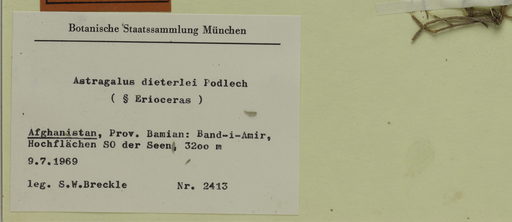 Botanische Staatssammlung München
Astragalus dieterlei Podlech
( § Erioceras )
Afghanistan, Prov. Bamian: Band-i-Amir,
Hochflächen SO der Seen, 3200 m
9.7.1969
leg. S.W.Breckle Nr. 2413